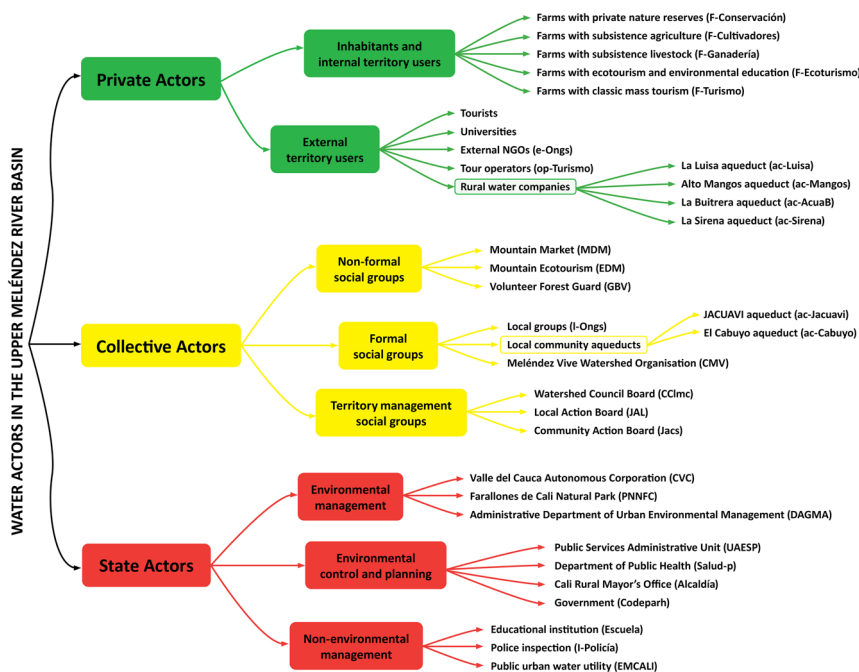 WATER ACTORS IN THE UPPER MELÉNDEZ RIVER BASIN
Private Actors
Inhabitants and
internal territory users
Farms with private nature reserves (F-Conservación)
Farms with subsistence agriculture (F-Cultivadores)
Farms with subsistence livestock (F-Ganadería)
Farms with ecotourism and environmental education (F-Ecoturismo)
Farms with classic mass tourism (F-Turismo)
External
territory users
Tourists
Universities
External NGOs (e-Ongs)
Tour operators (op-Turismo)
Rural water companies
La Luisa aqueduct (ac-Luisa)
Alto Mangos aqueduct (ac-Mangos)
La Buitrera aqueduct (ac-AcuaB)
La Sirena aqueduct (ac-Sirena)
Collective Actors
Non-formal
social groups
Mountain Market (MDM)
Mountain Ecotourism (EDM)
Volunteer Forest Guard (GBV)
Formal
social groups
Local groups (l-Ongs)
Local community aqueducts
JACUAVI aqueduct (ac-Jacuavi)
El Cabuyo aqueduct (ac-Cabuyo)
Meléndez Vive Watershed Organisation (CMV)
Territory management
social groups
Watershed Council Board (CClmc)
Local Action Board (JAL)
Community Action Board (Jacs)
State Actors
Environmental
management
Valle del Cauca Autonomous Corporation (CVC)
Farallones de Cali Natural Park (PNNFC)
Administrative Department of Urban Environmental Management (DAGMA)
Environmental
control and planning
Public Services Administrative Unit (UAESP)
Department of Public Health (Salud-p)
Cali Rural Mayor's Office (Alcaldía)
Government (Codeparh)
Non-environmental
management
Educational institution (Escuela)
Police inspection (I-Policía)
Public urban water utility (EMCALI)